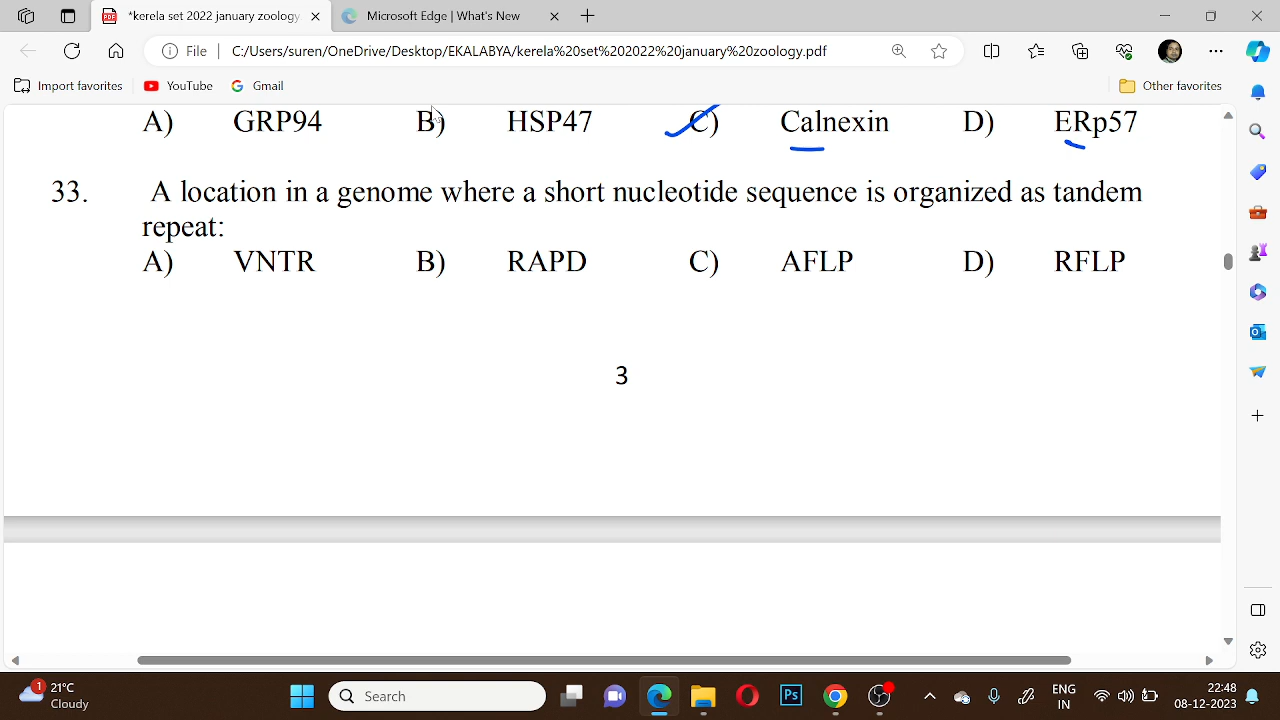 *kerela set 2022 january zoology
Microsoft Edge | What's New
File
C:/Users/suren/OneDrive/Desktop/EKALABYA/kerela%20set%202022%20january%20zoology.pdf
Import favorites
YouTube
Gmail
Other favorites
A) GRP94 B) HSP47 C) Calnexin D) ERp57
33. A location in a genome where a short nucleotide sequence is organized as tandem
repeat:
A) VNTR B) RAPD C) AFLP D) RFLP
3
1
21°C
Cloudy
Search
Ps
ENG
IN
22:48
08-12-2023